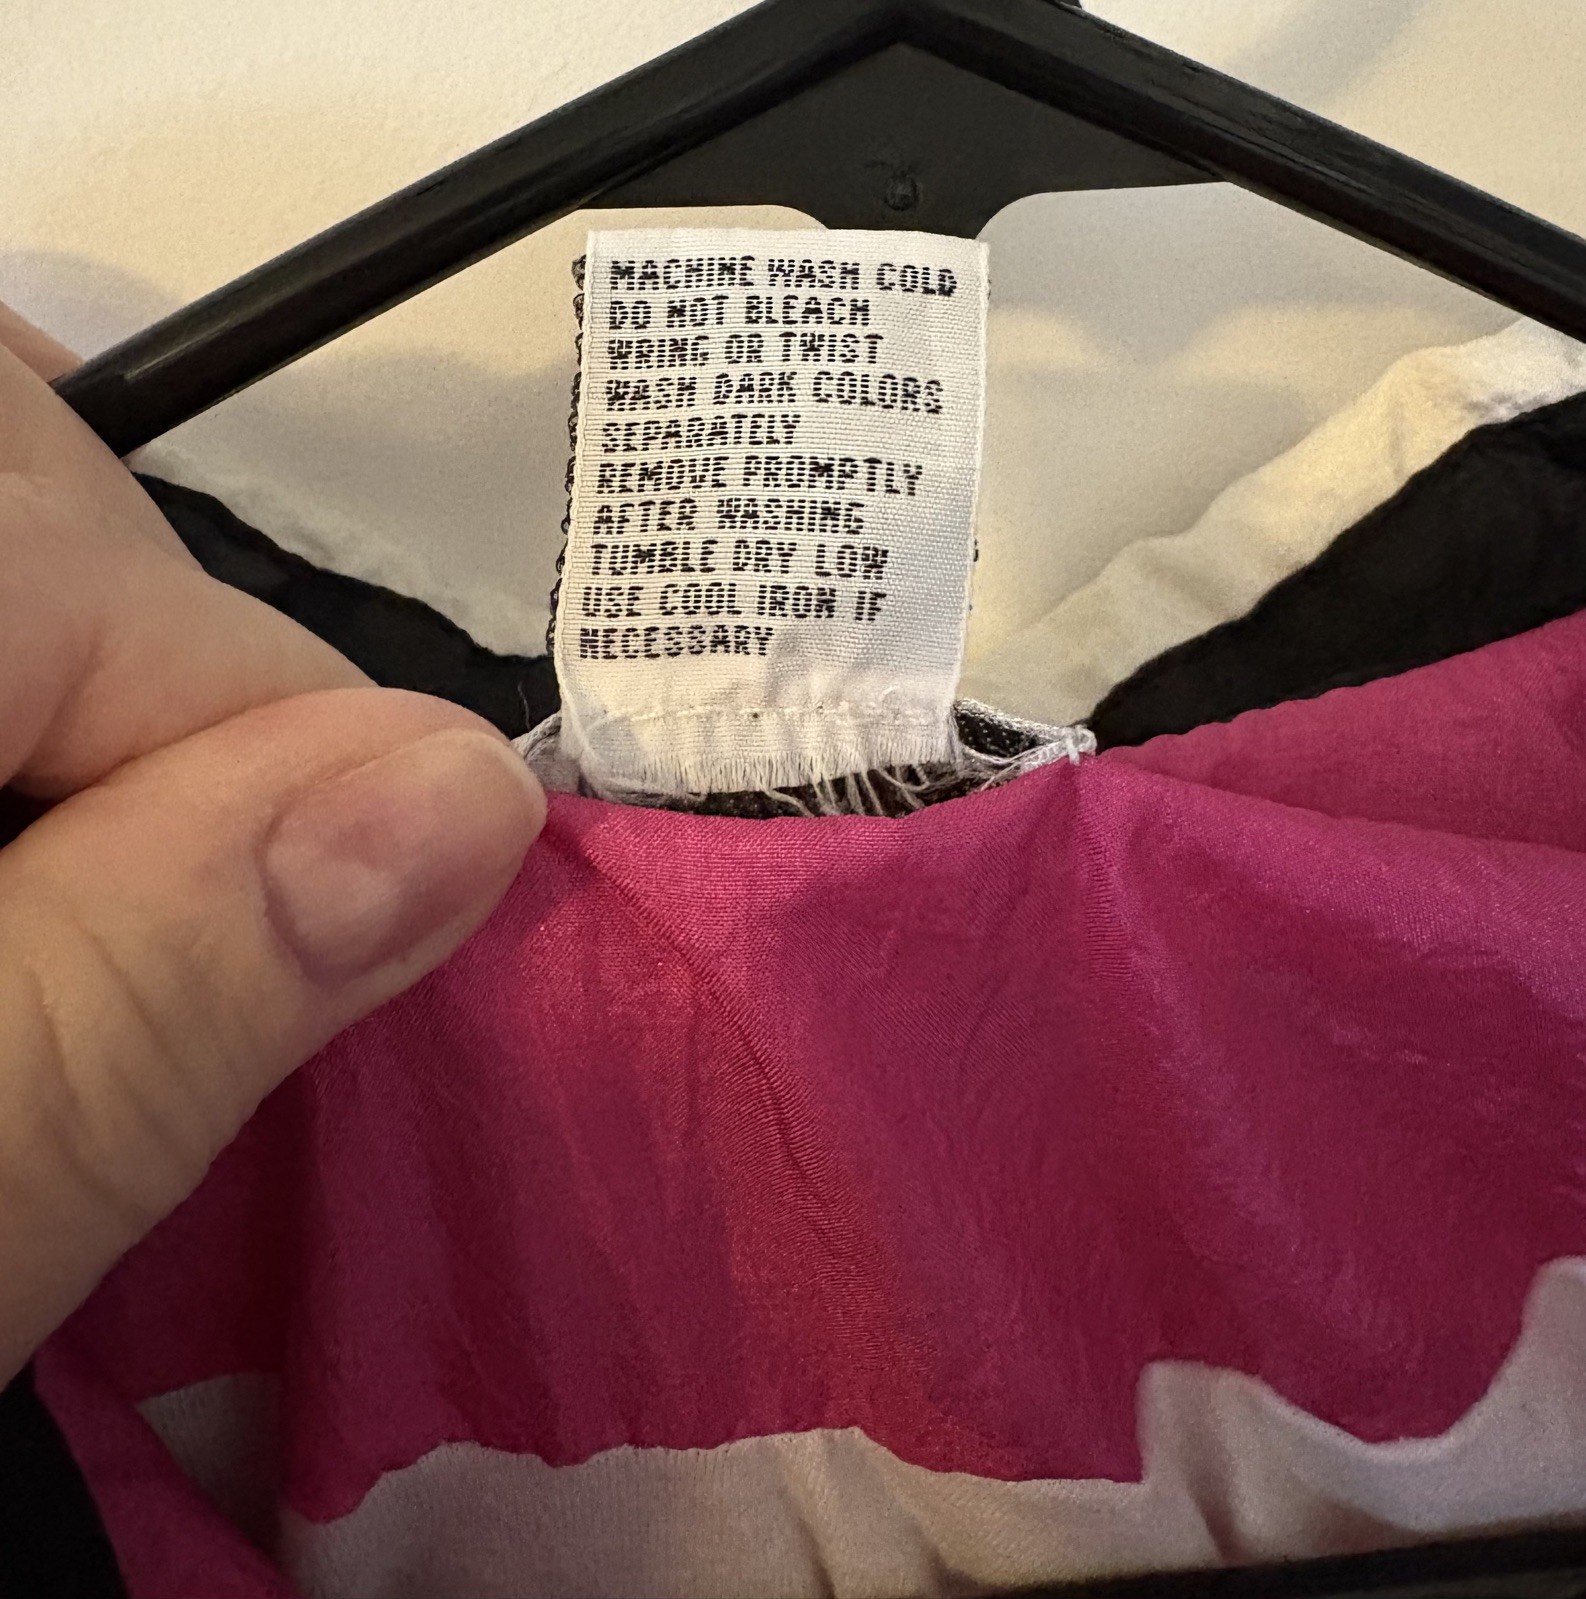 MACHINE WASH COLD
DO NOT BLEACH
WRING OR TWIST
WASH DARK COLORS
SEPARATELY
REMOVE PROMPTLY
AFTER WASHING
TUMBLE DRY LOW
USE COOL IRON IF
NECESSARY